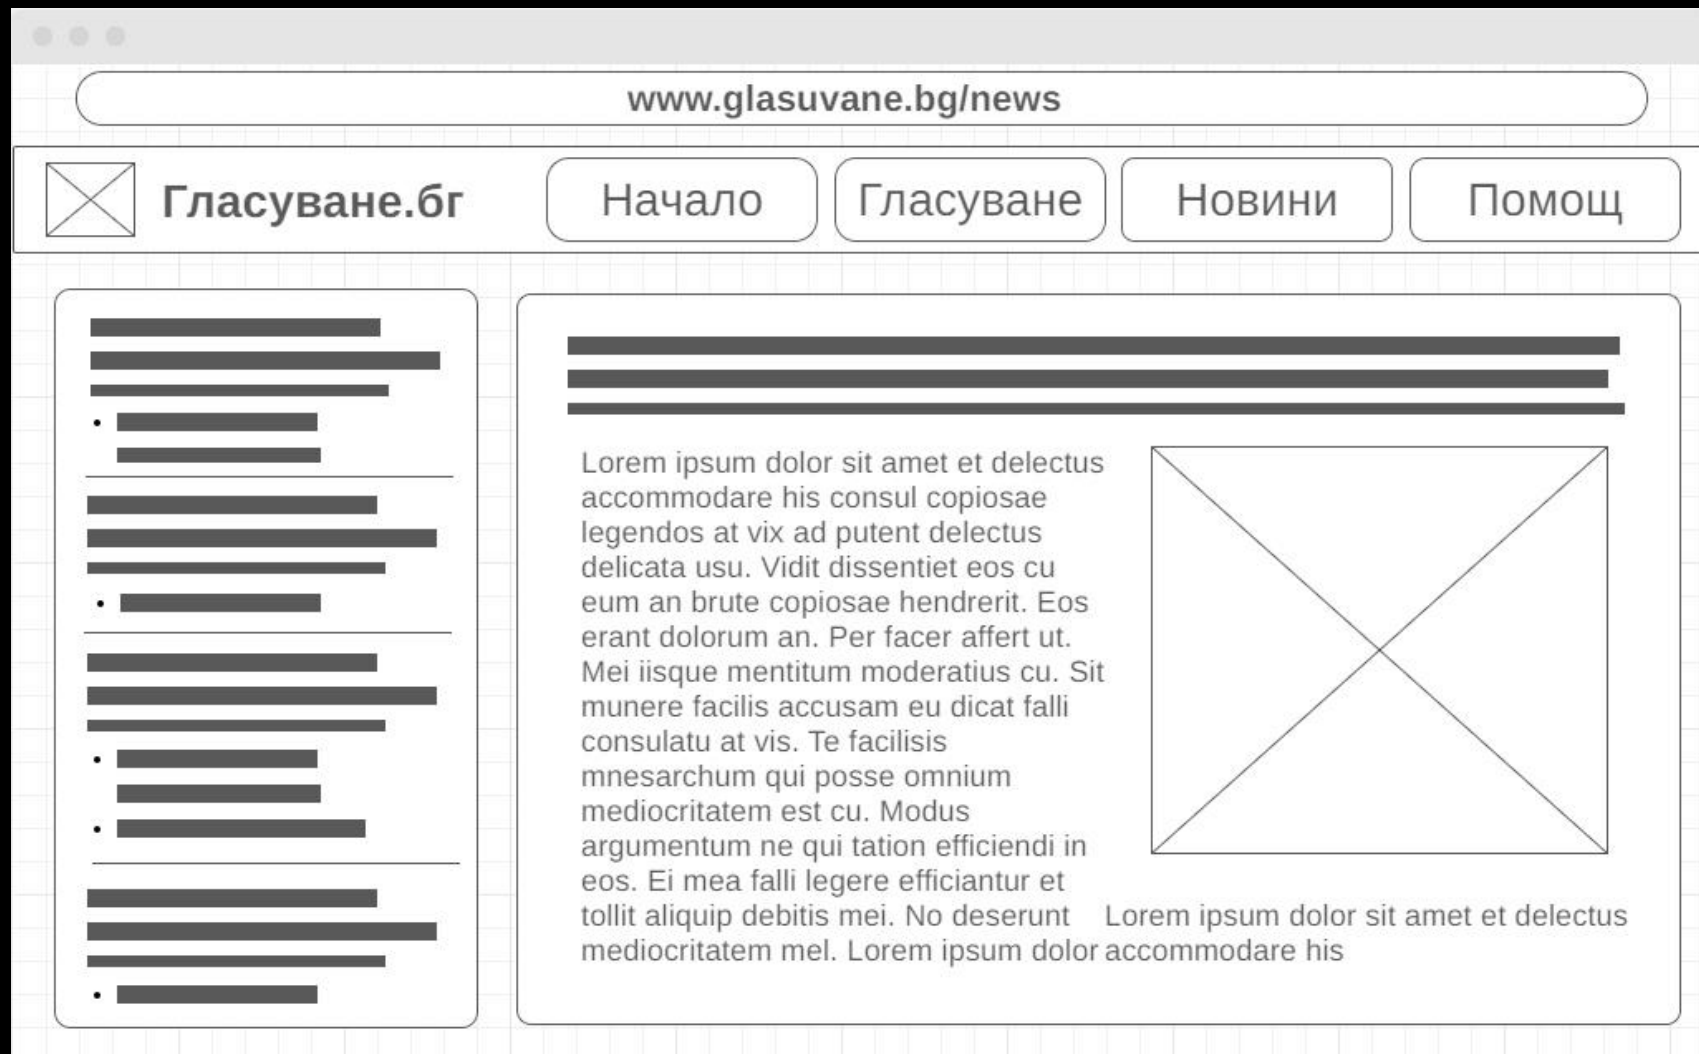 www.glasuvane.bg/news
Гласуване.бг
Начало
Гласуване
Новини
Помощ
Lorem ipsum dolor sit amet et delectus
accommodare his consul copiosae
legendos at vix ad putent delectus
delicata usu. Vidit dissentiet eos cu
eum an brute copiosae hendrerit. Eos
erant dolorum an. Per facer affert ut.
Mei iisque mentitum moderatius cu. Sit
munere facilis accusam eu dicat falli
consulatu at vis. Te facilisis
mnesarchum qui posse omnium
mediocritatem est cu. Modus
argumentum ne qui tation efficiendi in
eos. Ei mea falli legere efficiantur et
tollit aliquip debitis mei. No deserunt
mediocritatem mel. Lorem ipsum dolor
Lorem ipsum dolor sit amet et delectus
accommodare his